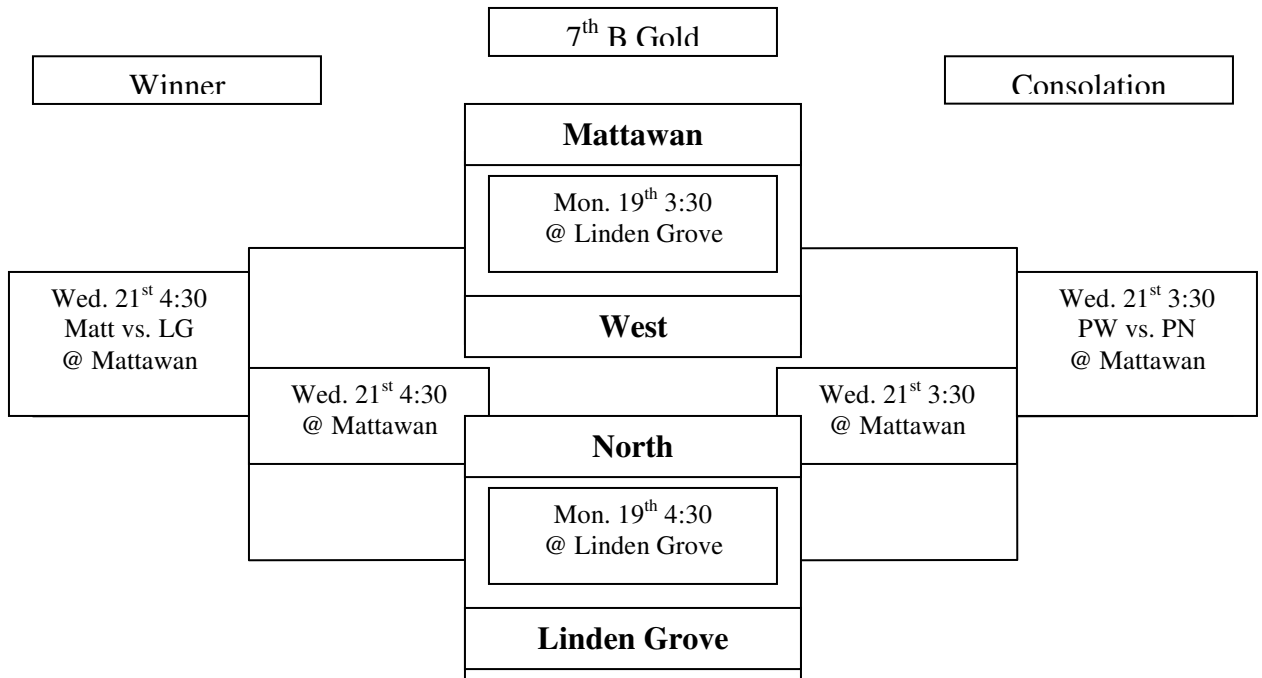 7th B Gold
Winner
Consolation
Mattawan
Mon. 19th 3:30
@ Linden Grove
West
Wed. 21st 4:30
Matt vs. LG
@ Mattawan
Wed. 21st 3:30
PW vs. PN
@ Mattawan
Wed. 21st 4:30
@ Mattawan
Wed. 21st 3:30
@ Mattawan
North
Mon. 19th 4:30
@ Linden Grove
Linden Grove